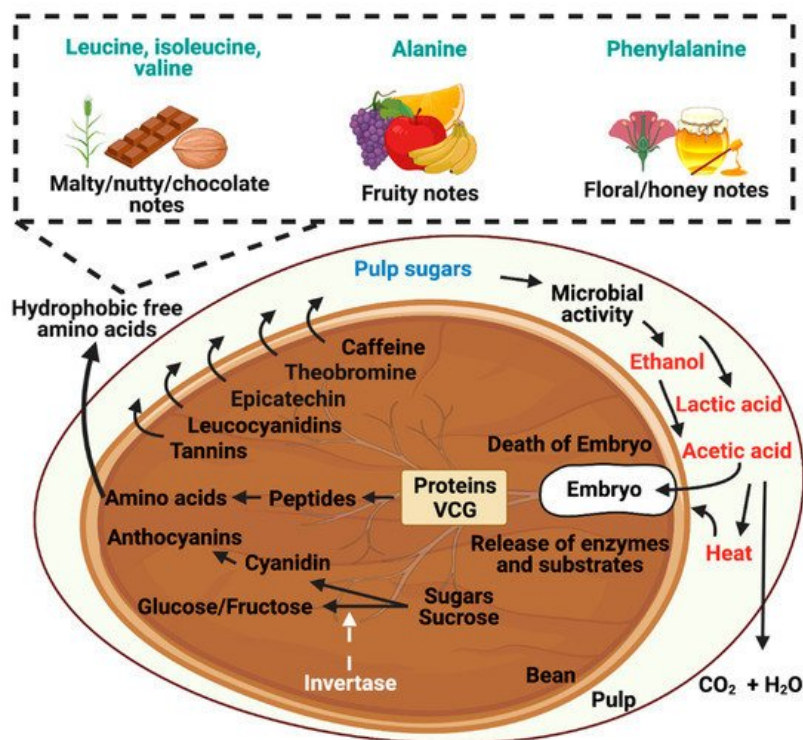 Leucine, isoleucine,
valine
Malty/nutty/chocolate
notes
Alanine
Fruity notes
Phenylalanine
Floral/honey notes
Hydrophobic free
amino acids
Pulp sugars
Microbial
activity
Ethanol
Lactic acid
Acetic acid
Heat
CO₂ + H₂O
Caffeine
Theobromine
Epicatechin
Leucocyanidins
Tannins
Death of Embryo
Embryo
Release of enzymes
and substrates
Proteins
VCG
Peptides
Amino acids
Anthocyanins
Cyanidin
Glucose/Fructose
Sugars
Sucrose
Invertase
Bean
Pulp